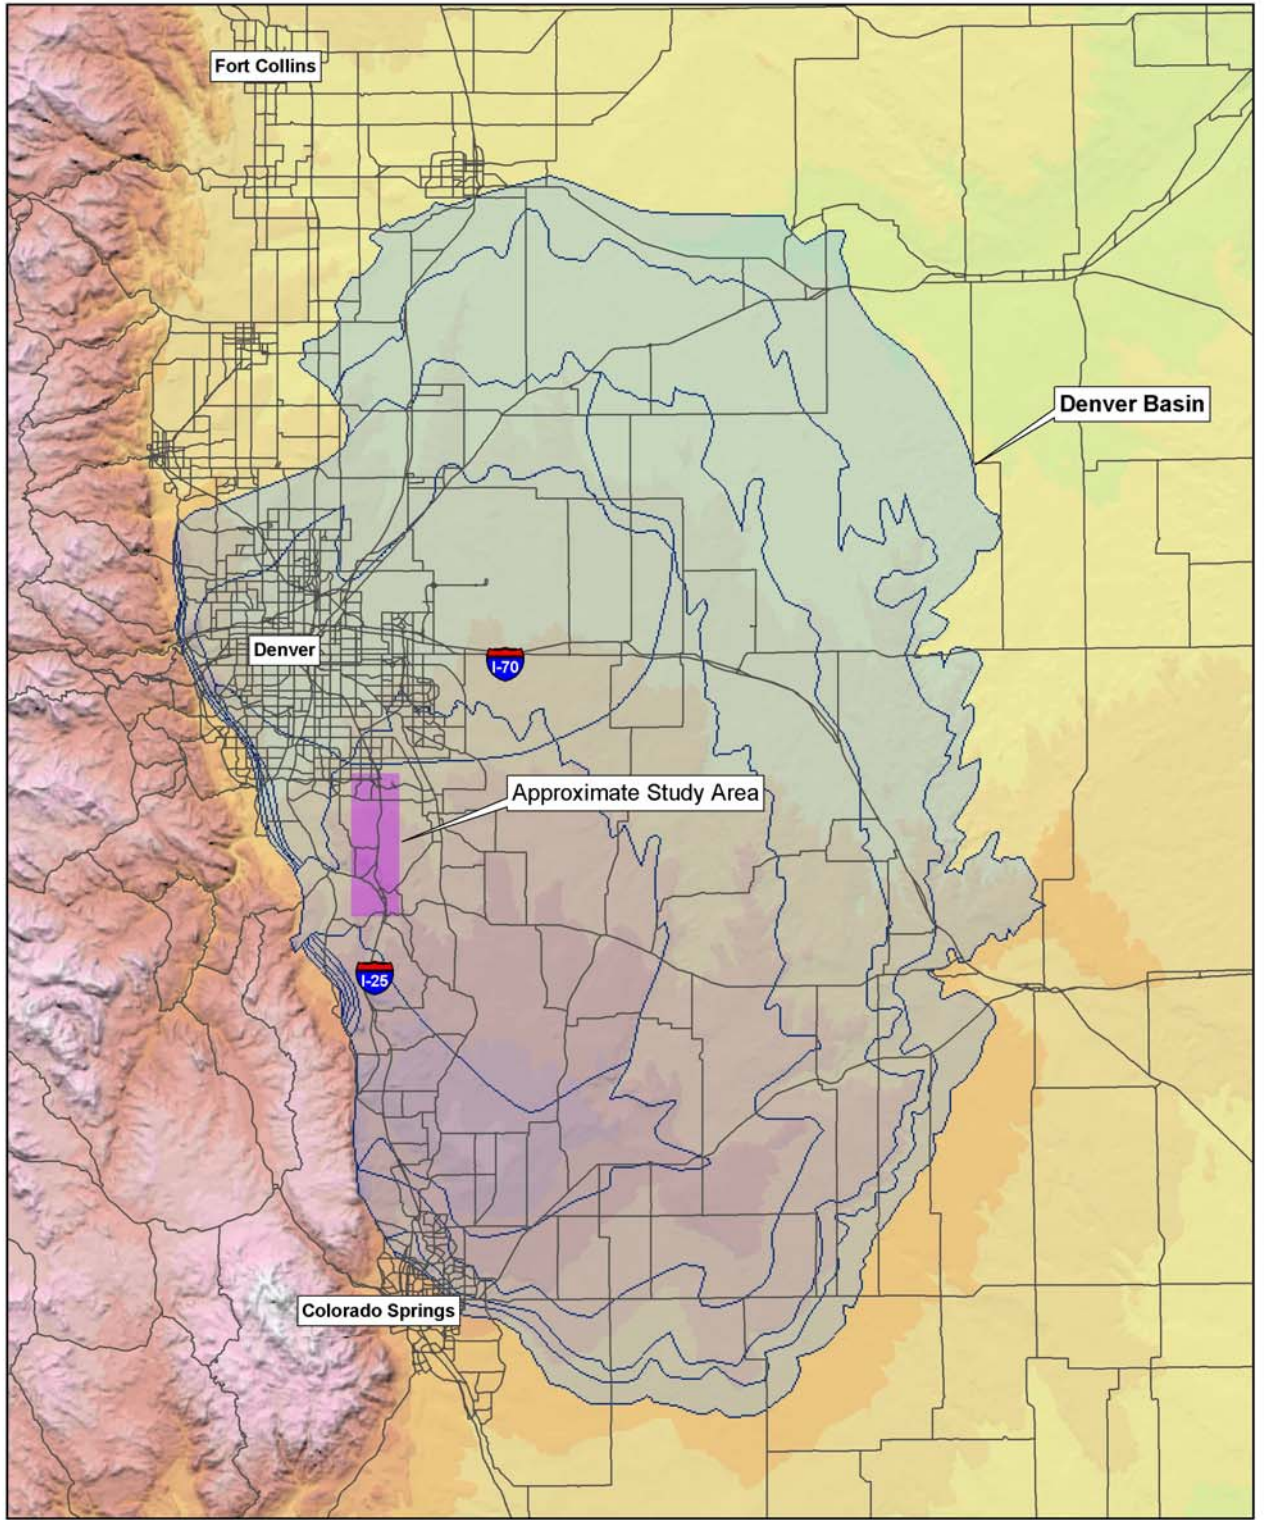 Fort Collins
Denver Basin
Denver
I-70
Approximate Study Area
I-25
Colorado Springs